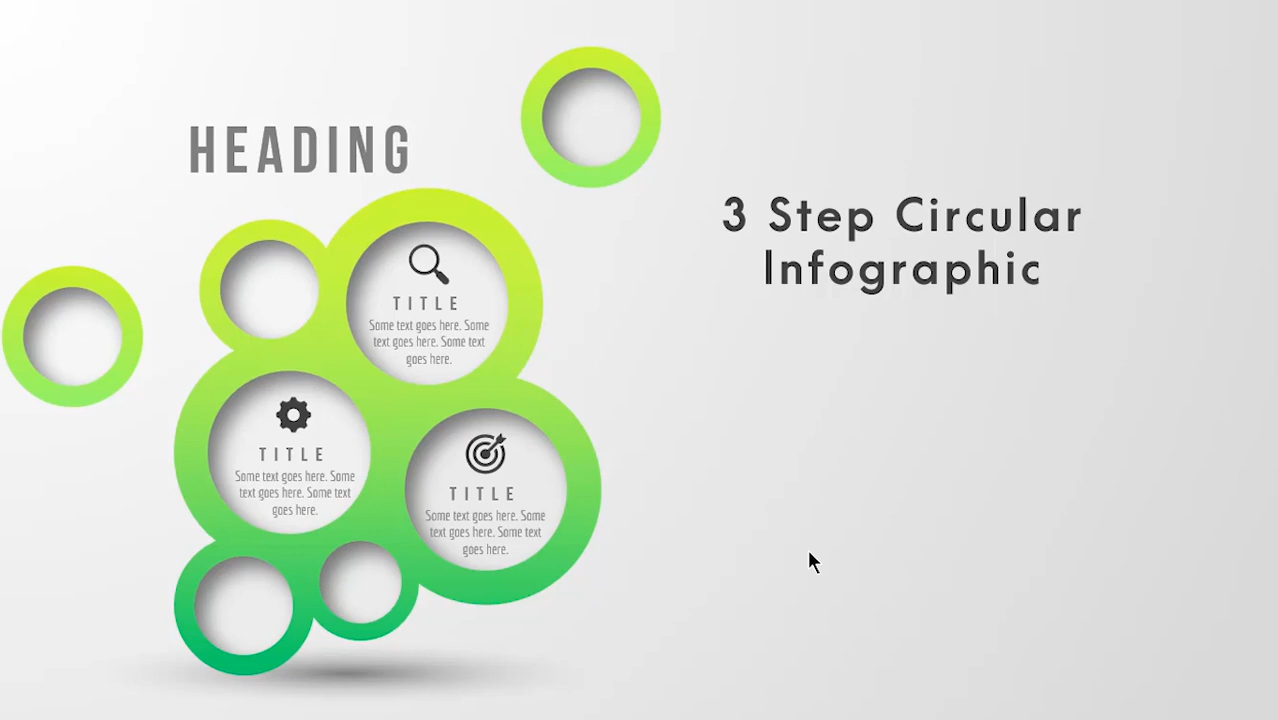 HEADING
3 Step Circular
Infographic
TITLE
Some text goes here. Some
text goes here. Some text
goes here.
TITLE
Some text goes here. Some
text goes here. Some text
goes here.
TITLE
Some text goes here. Some
text goes here. Some text
goes here.